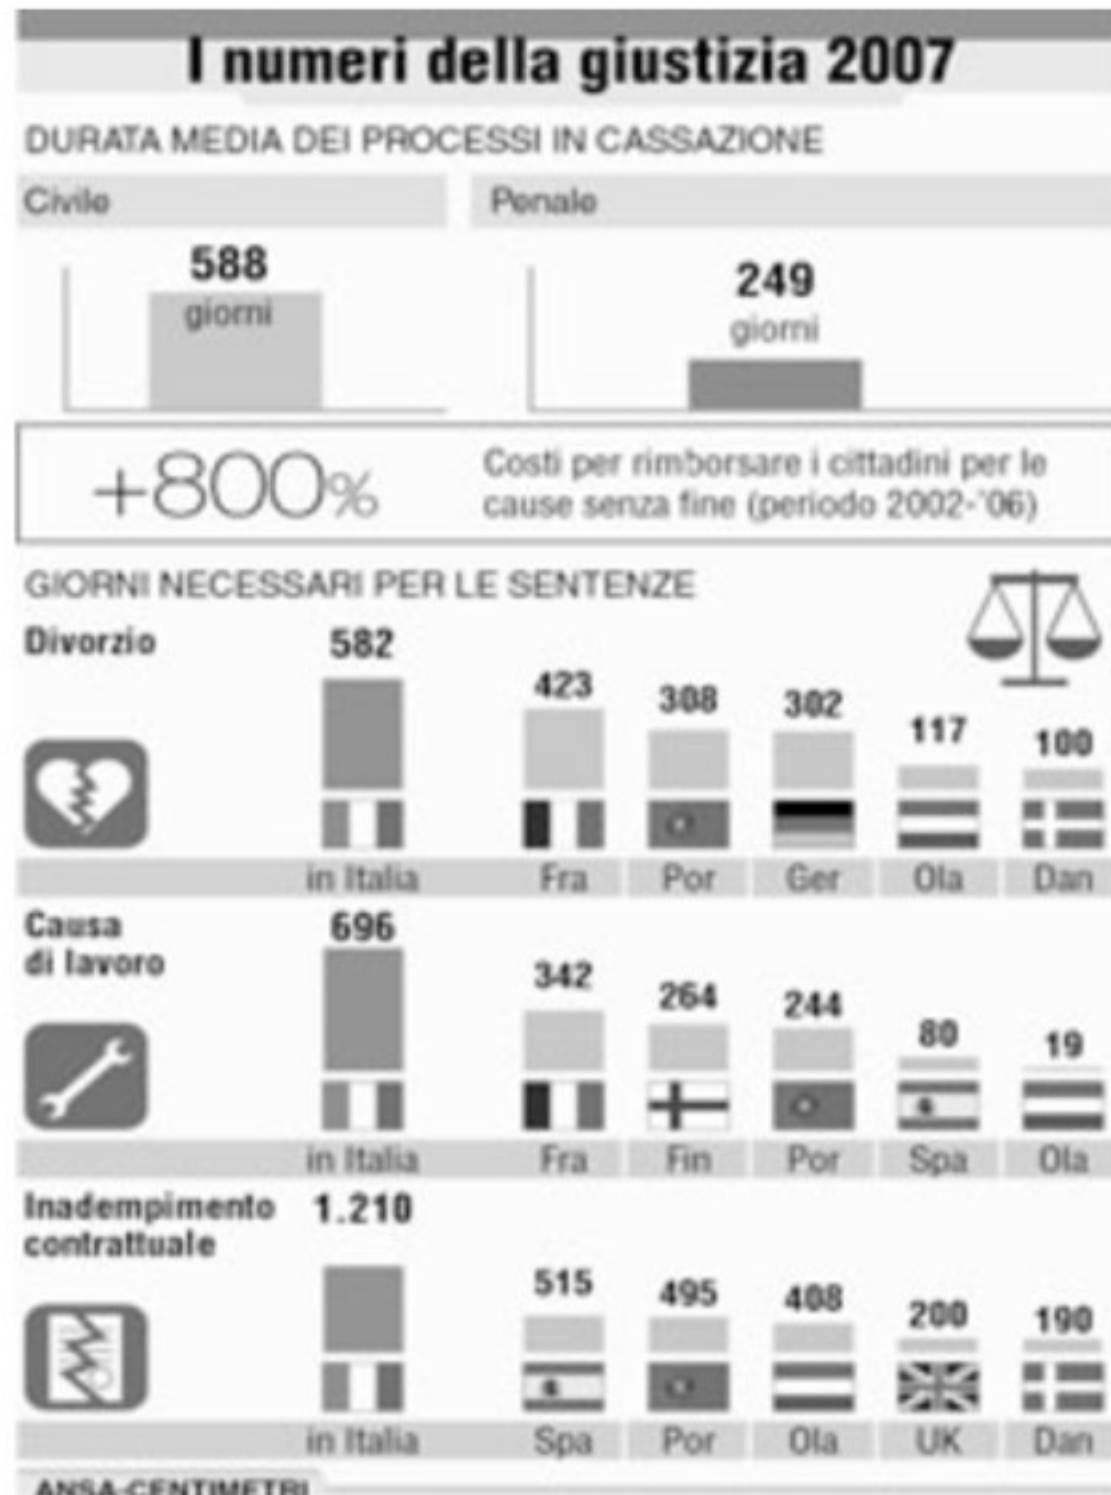 I numeri della giustizia 2007
DURATA MEDIA DEI PROCESSI IN CASSAZIONE
Civile Penale
588 249
giorni giorni
+800%
Costi per rimborsare i cittadini per le
cause senza fine (periodo 2002-'06)
GIORNI NECESSARI PER LE SENTENZE
Divorzio
582 423 308 302 117 100
in Italia Fra Por Ger Ola Dan
Causa
di lavoro
696 342 264 244 80 19
in Italia Fra Fin Por Spa Ola
Inadempimento
contrattuale
1.210 515 495 408 200 190
in Italia Spa Por Ola UK Dan
ANSA-CENTIMETRI